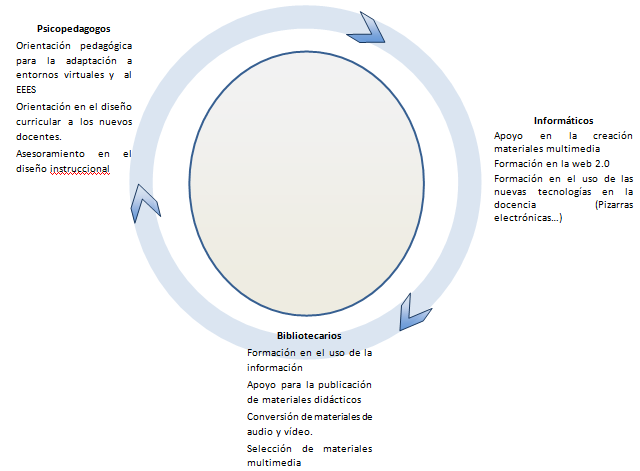 Psicopedagogos
Orientación pedagógica
para la adaptación a
entornos virtuales y al
EEES
Orientación en el diseño
curricular a los nuevos
docentes.
Asesoramiento en el
diseño instruccional
Informáticos
Apoyo en la creación
materiales multimedia
Formación en la web 2.0
Formación en el uso de las
nuevas tecnologías en la
docencia (Pizarras
electrónicas...)
Bibliotecarios
Formación en el uso de la
información
Apoyo para la publicación
de materiales didácticos
Conversión de materiales de
audio y vídeo.
Selección de materiales
multimedia